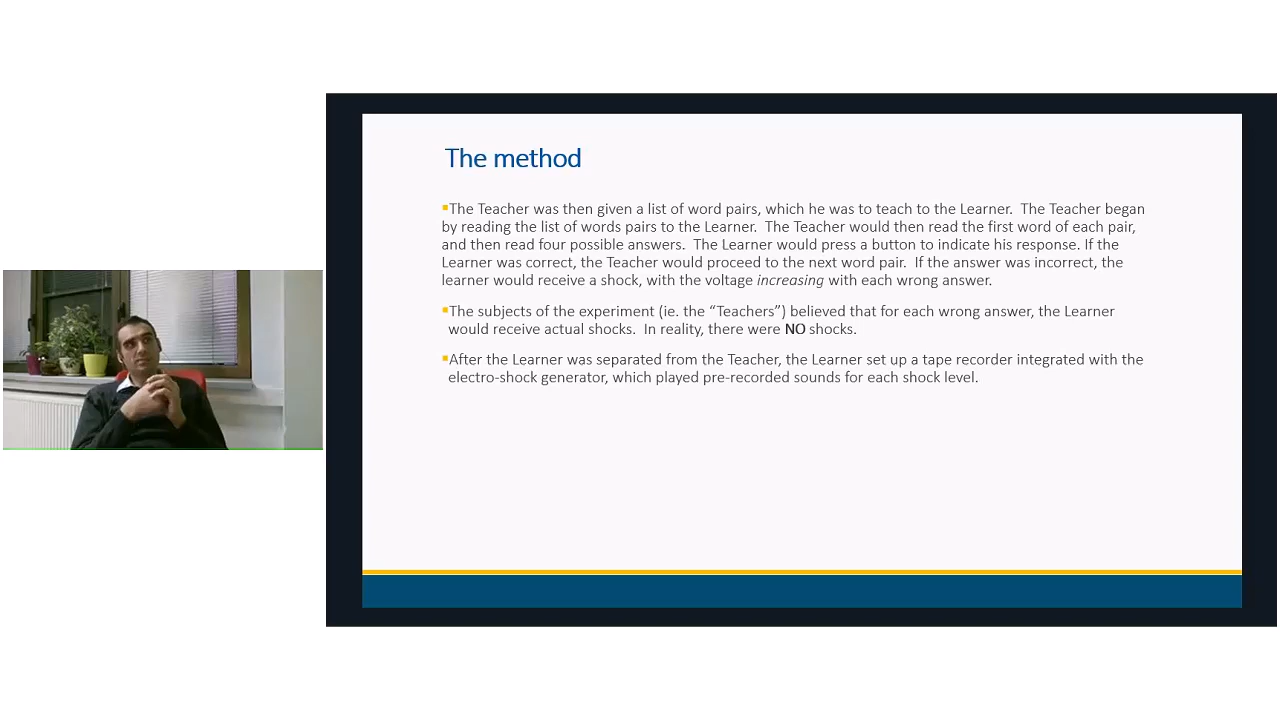 The method
▪The Teacher was then given a list of word pairs, which he was to teach to the Learner.  The Teacher began
by reading the list of words pairs to the Learner.  The Teacher would then read the first word of each pair,
and then read four possible answers.  The Learner would press a button to indicate his response. If the
Learner was correct, the Teacher would proceed to the next word pair.  If the answer was incorrect, the
learner would receive a shock, with the voltage increasing with each wrong answer.
▪The subjects of the experiment (ie. the “Teachers”) believed that for each wrong answer, the Learner
would receive actual shocks.  In reality, there were NO shocks.
▪After the Learner was separated from the Teacher, the Learner set up a tape recorder integrated with the
electro-shock generator, which played pre-recorded sounds for each shock level.